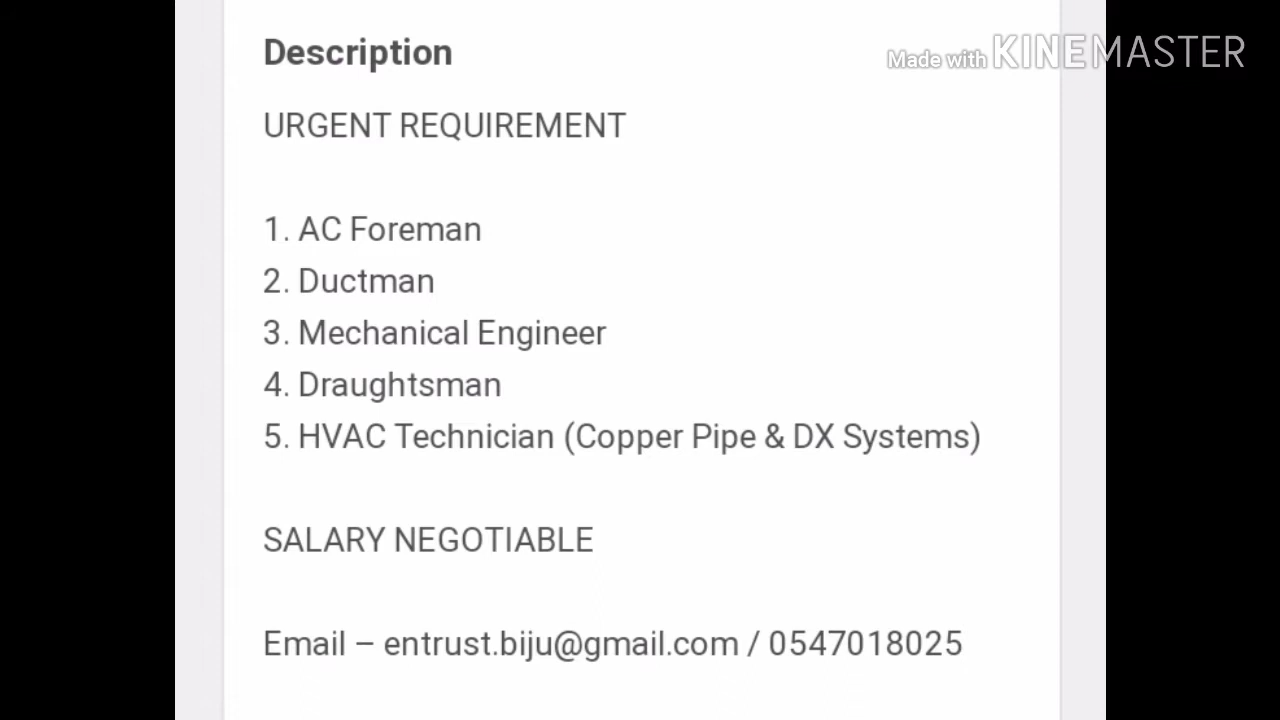 Description
Made with KINEMASTER
URGENT REQUIREMENT
1. AC Foreman
2. Ductman
3. Mechanical Engineer
4. Draughtsman
5. HVAC Technician (Copper Pipe & DX Systems)
SALARY NEGOTIABLE
Email – entrust.biju@gmail.com / 0547018025